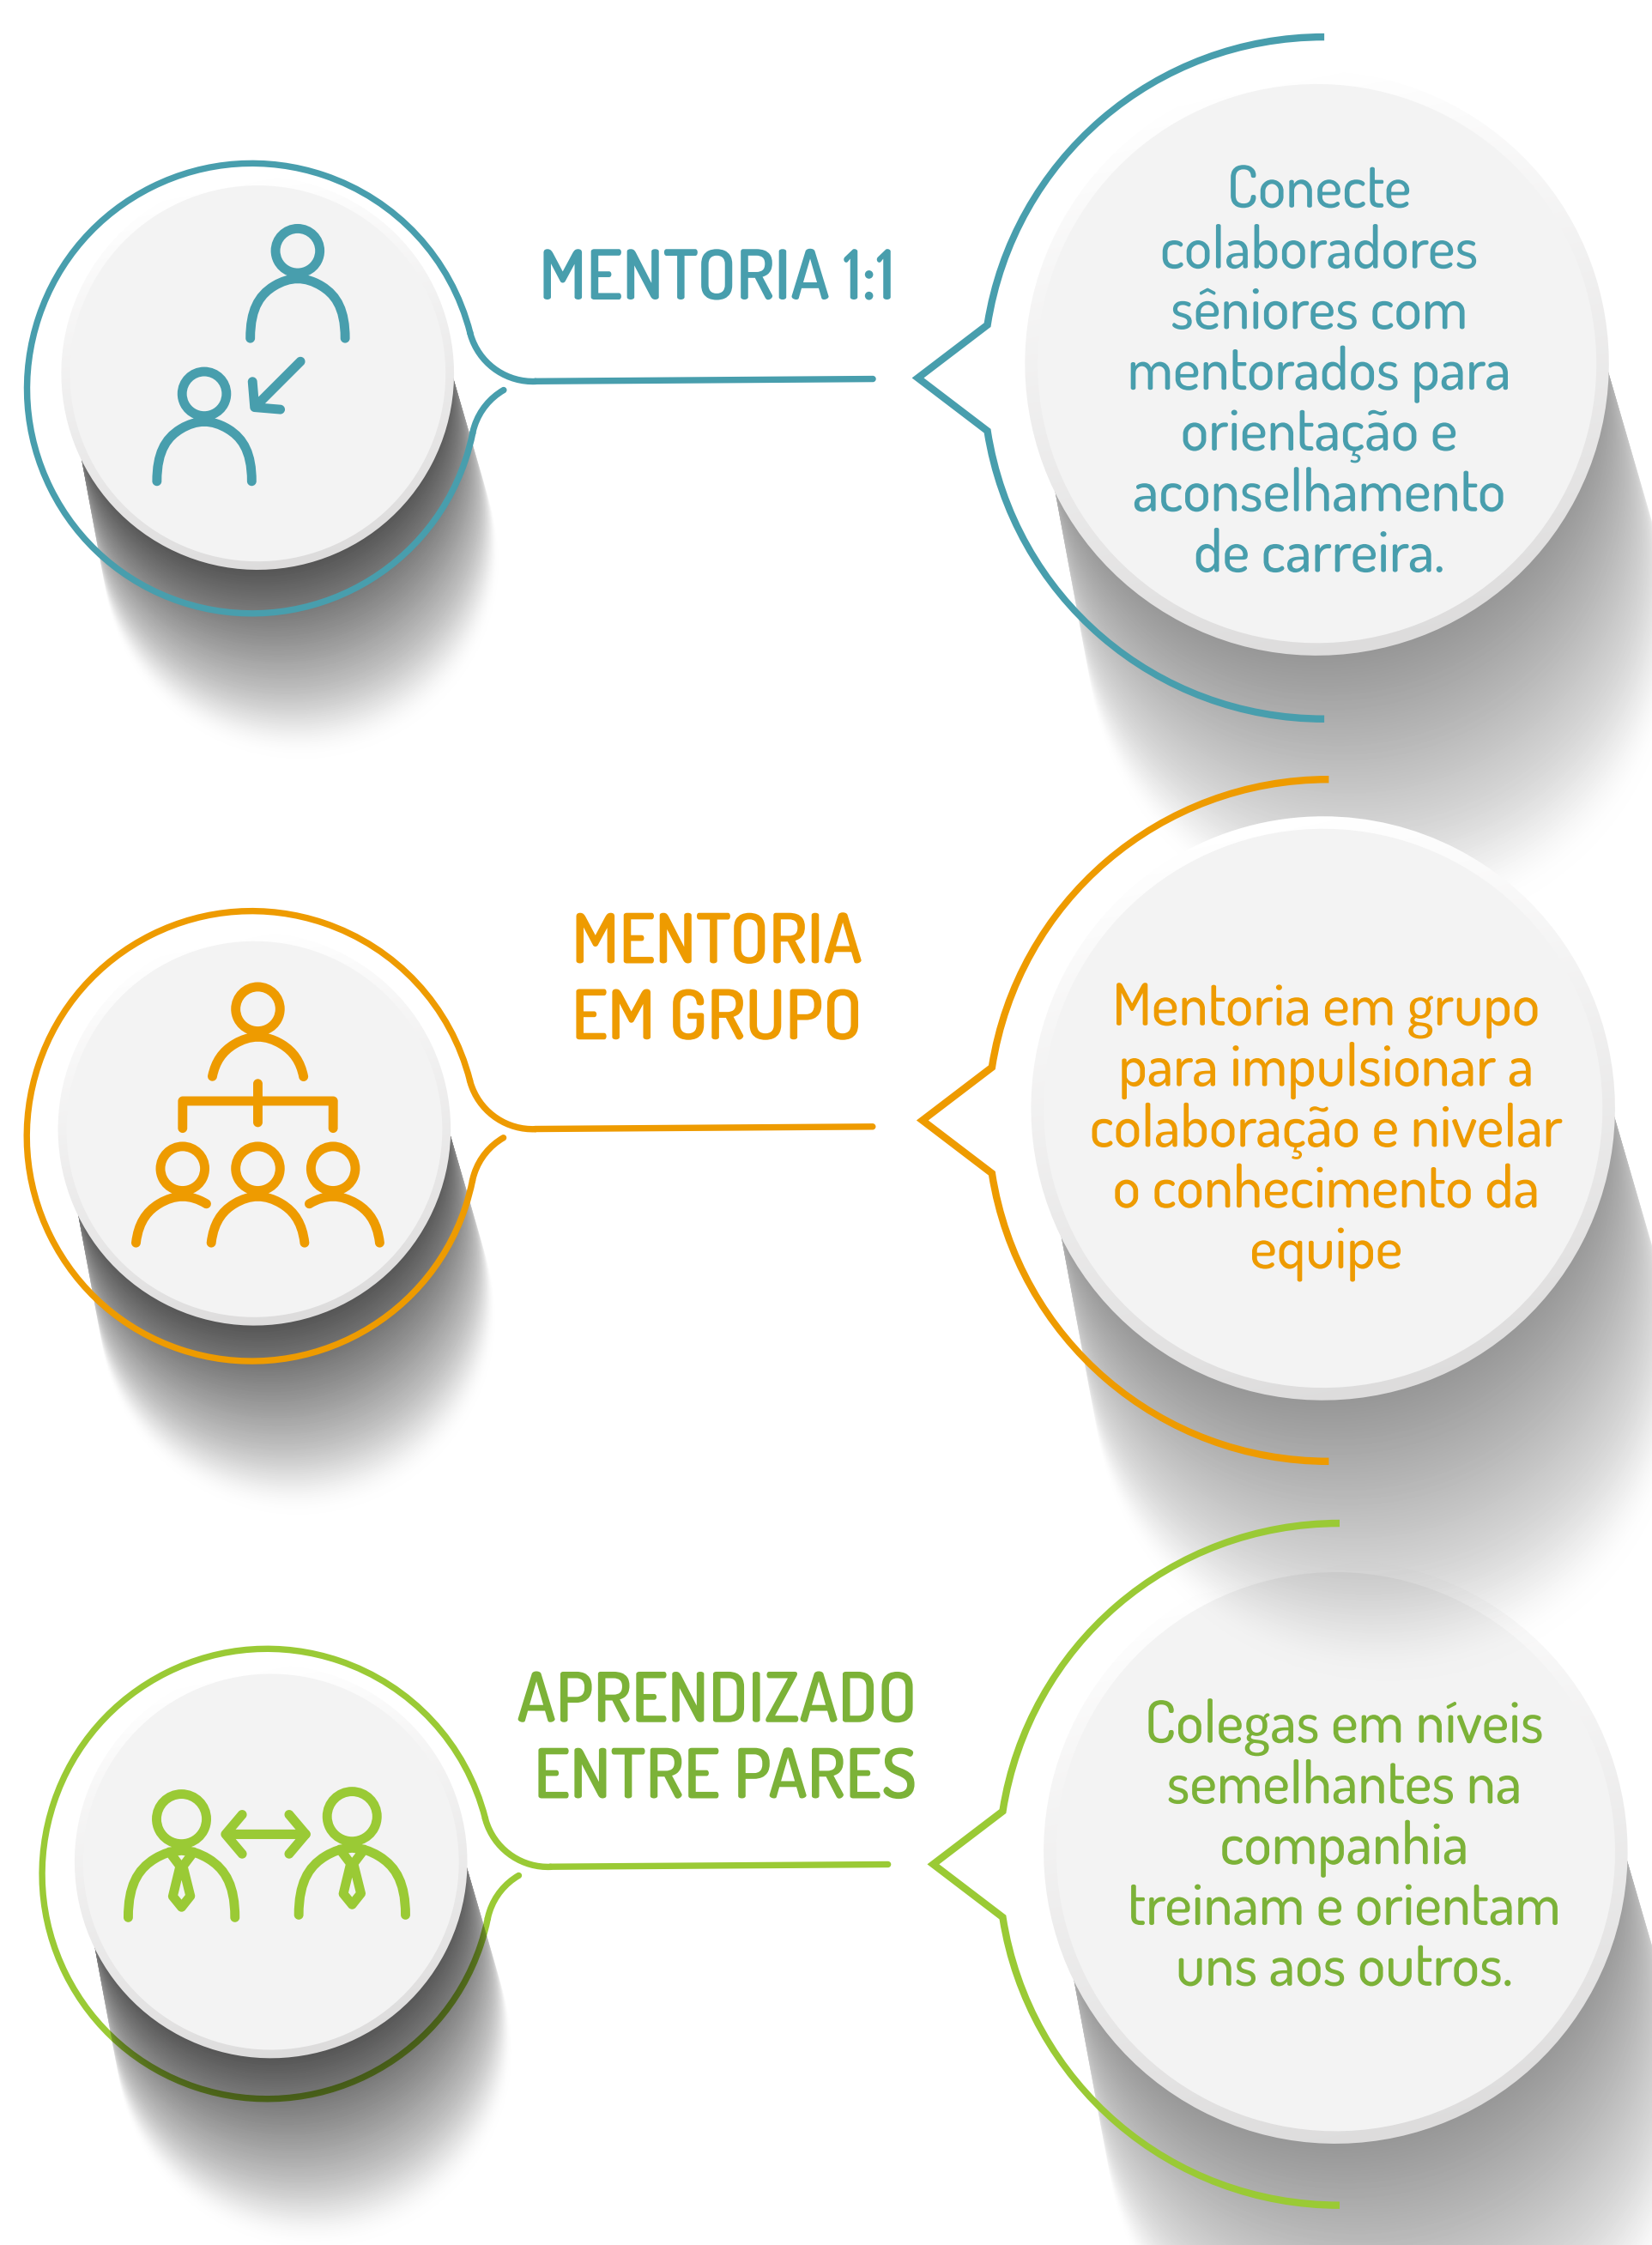 MENTORIA 1:1
Conecte
colaboradores
sêniores com
mentorados para
orientação e
aconselhamento
de carreira.
MENTORIA
EM GRUPO
Mentoria em grupo
para impulsionar a
colaboração e nivelar
o conhecimento da
equipe
APRENDIZADO
ENTRE PARES
Colegas em níveis
semelhantes na
companhia
treinam e orientam
uns aos outros.